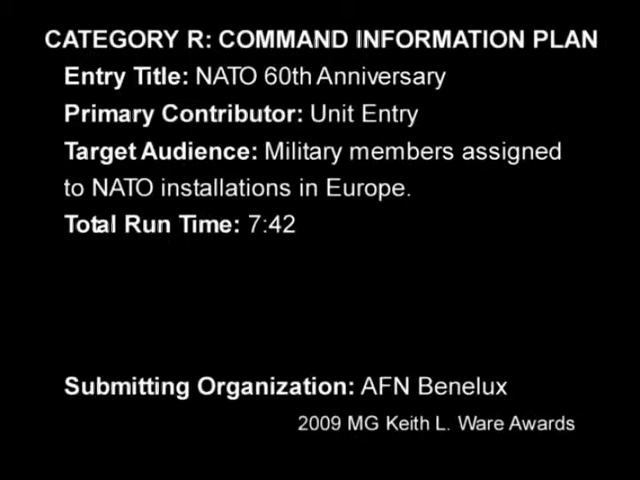 CATEGORY R: COMMAND INFORMATION PLAN
Entry Title: NATO 60th Anniversary
Primary Contributor: Unit Entry
Target Audience: Military members assigned
to NATO installations in Europe.
Total Run Time: 7:42
Submitting Organization: AFN Benelux
2009 MG Keith L. Ware Awards